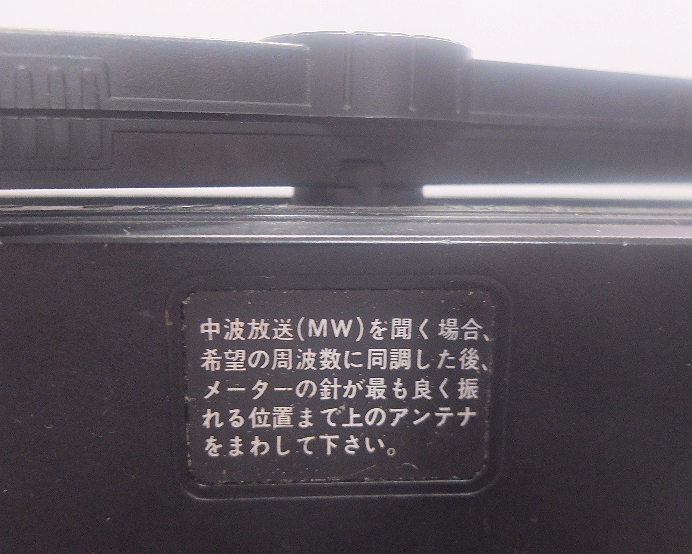 中波放送(MW)を聞く場合、
希望の周波数に同調した後、
メーターの針が最も良く振
れる位置まで上のアンテナ
をまわして下さい。